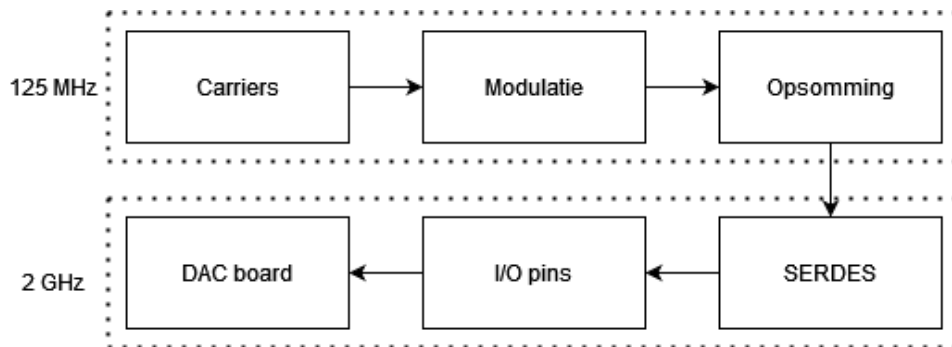 125 MHz
Carriers
Modulatie
Opsomming
2 GHz
DAC board
I/O pins
SERDES